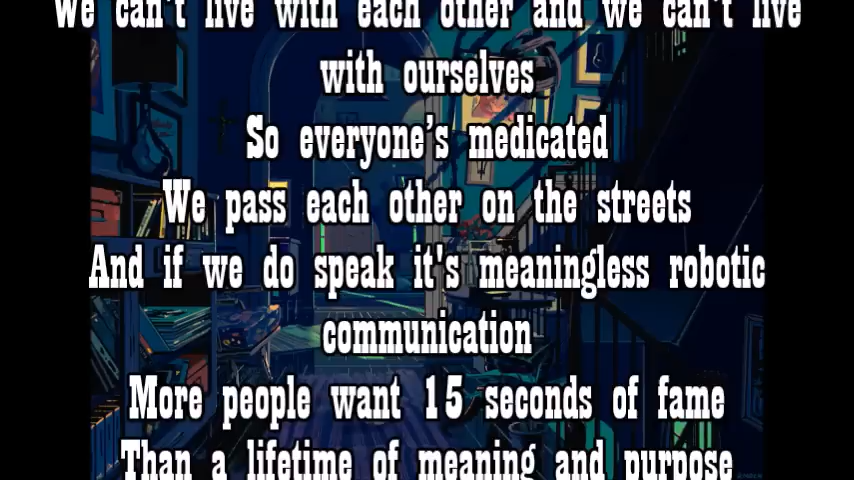 We can't live with each other and we can't live
with ourselves
So everyone’s medicated
We pass each other on the streets
And if we do speak it's meaningless robotic
communication
More people want 15 seconds of fame
Than a lifetime of meaning and purpose